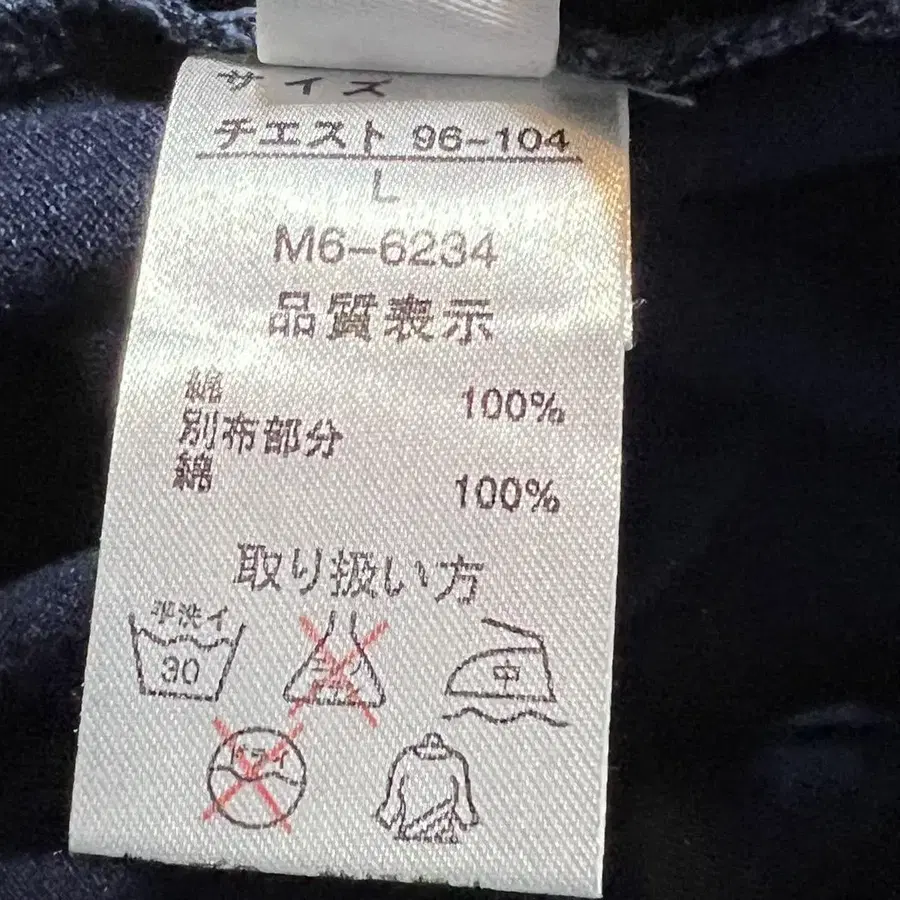 サイズ
チエスト 96-104
L
M6-6234
品質表示
綿 100%
別布部分
綿 100%
取り扱い方
手洗イ
30
中
ドライ